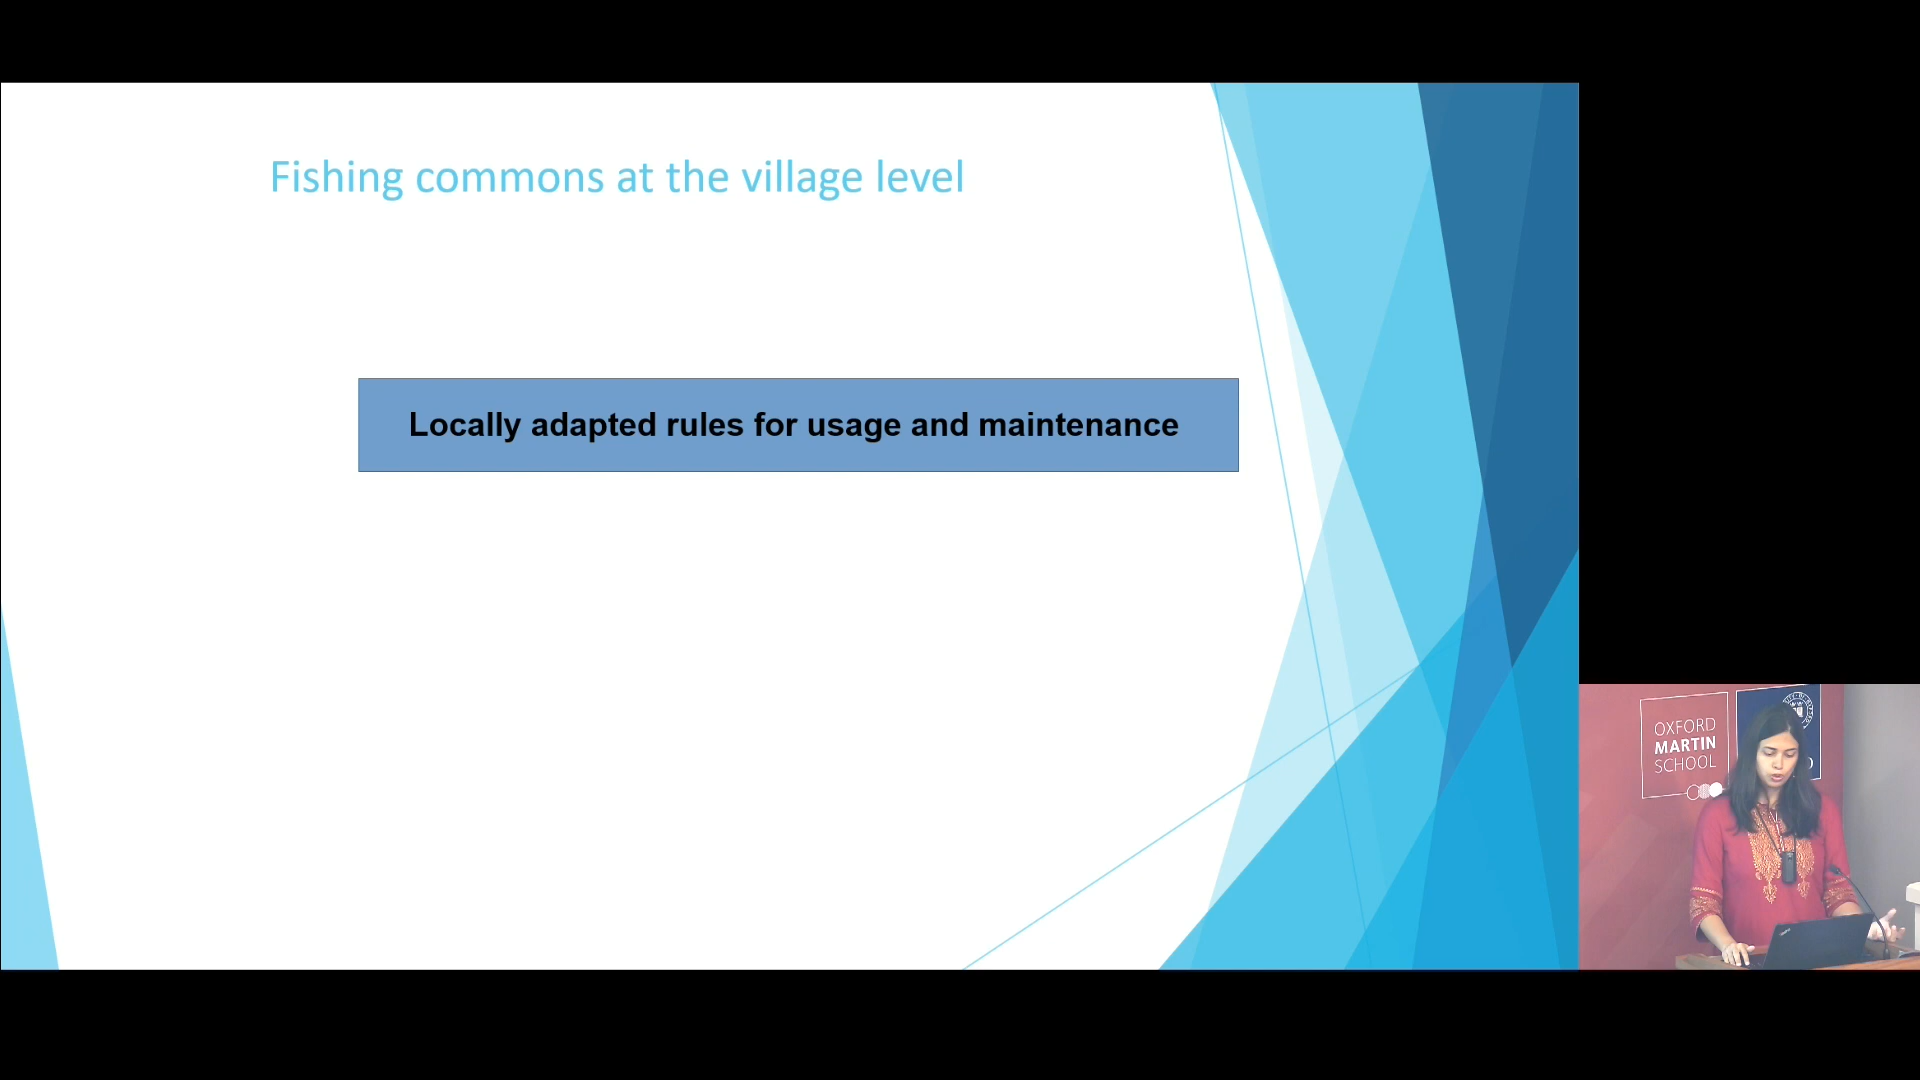 Fishing commons at the village level
Locally adapted rules for usage and maintenance
OXFORD
MARTIN
SCHOOL